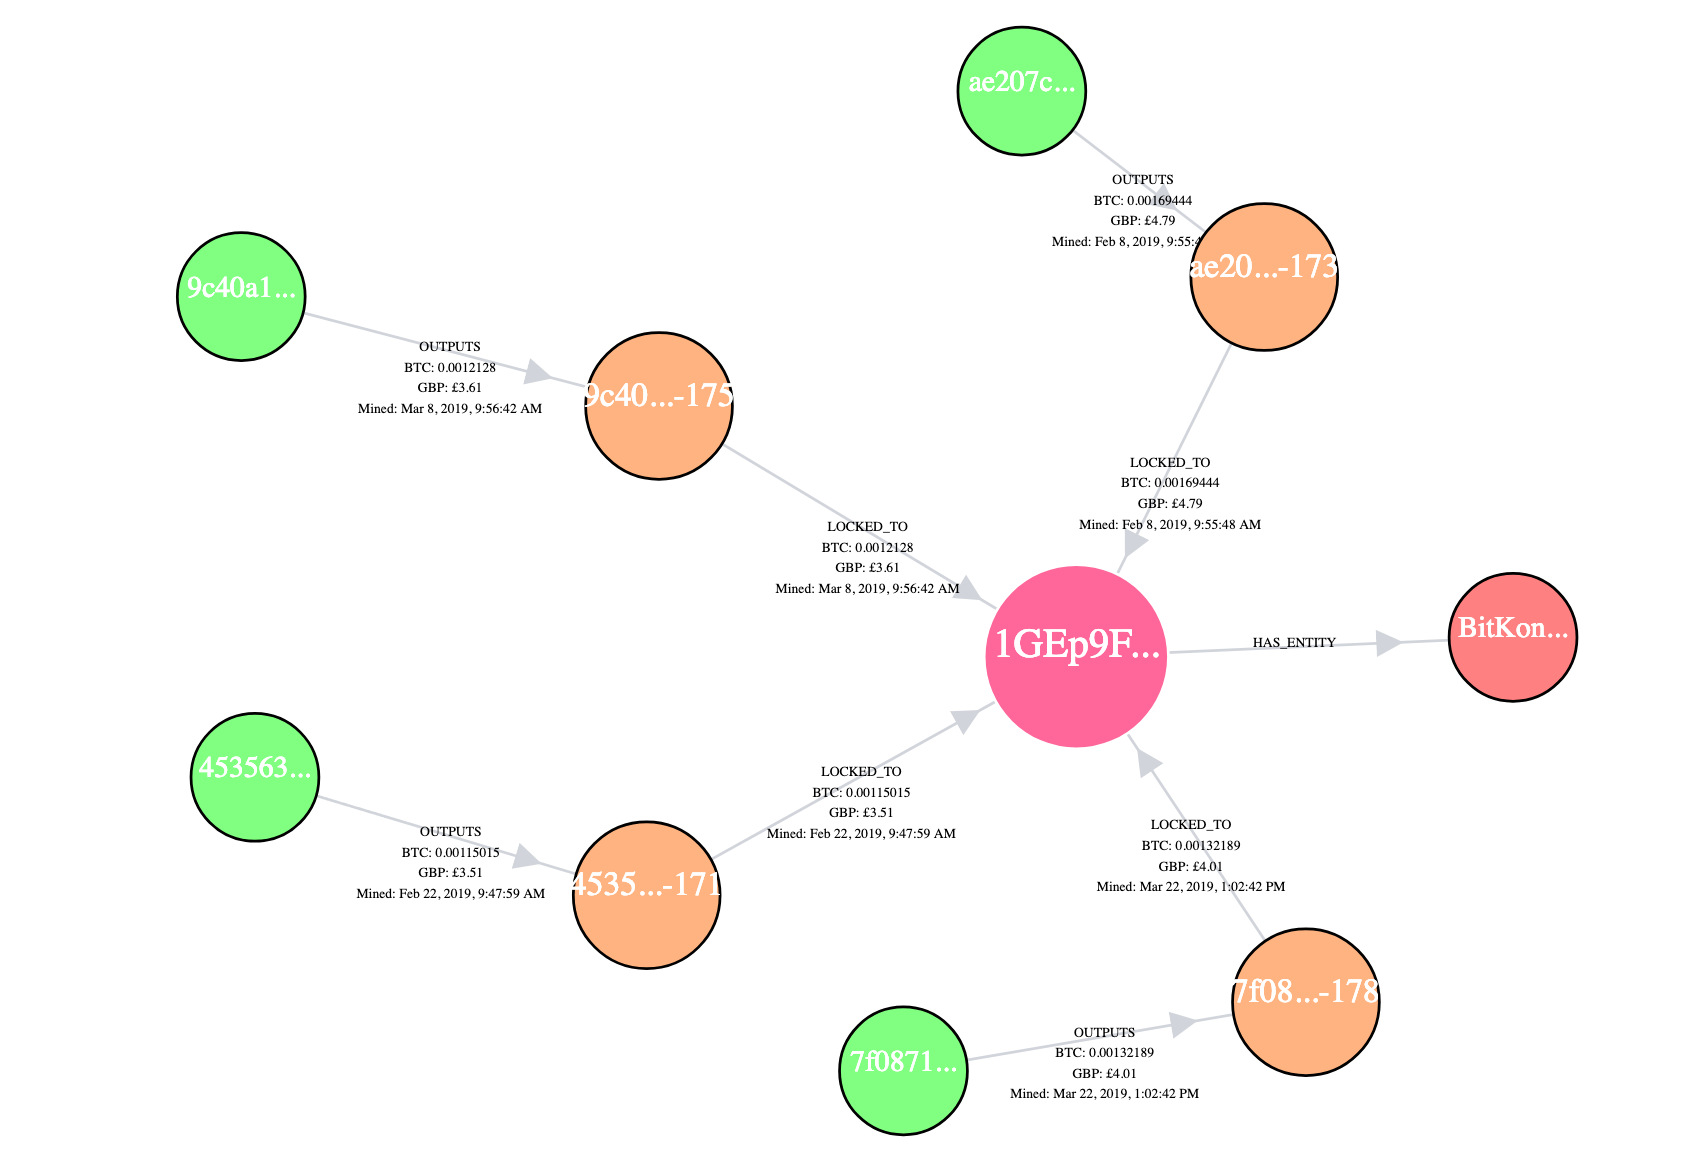 ae207c...
OUTPUTS
BTC: 0.00169444
GBP: £4.79
Mined: Feb 8, 2019, 9:55:4
ae20...-173
9c40a1...
OUTPUTS
BTC: 0.0012128
GBP: £3.61
Mined: Mar 8, 2019, 9:56:42 AM
9c40...-175
LOCKED_TO
BTC: 0.00169444
GBP: £4.79
Mined: Feb 8, 2019, 9:55:48 AM
LOCKED_TO
BTC: 0.0012128
GBP: £3.61
Mined: Mar 8, 2019, 9:56:42 AM
1GEp9F...
HAS_ENTITY
BitKon...
453563...
OUTPUTS
BTC: 0.00115015
GBP: £3.51
Mined: Feb 22, 2019, 9:47:59 AM
4535...-171
LOCKED_TO
BTC: 0.00115015
GBP: £3.51
Mined: Feb 22, 2019, 9:47:59 AM
LOCKED_TO
BTC: 0.00132189
GBP: £4.01
Mined: Mar 22, 2019, 1:02:42 PM
7f08...-178
7f0871...
OUTPUTS
BTC: 0.00132189
GBP: £4.01
Mined: Mar 22, 2019, 1:02:42 PM